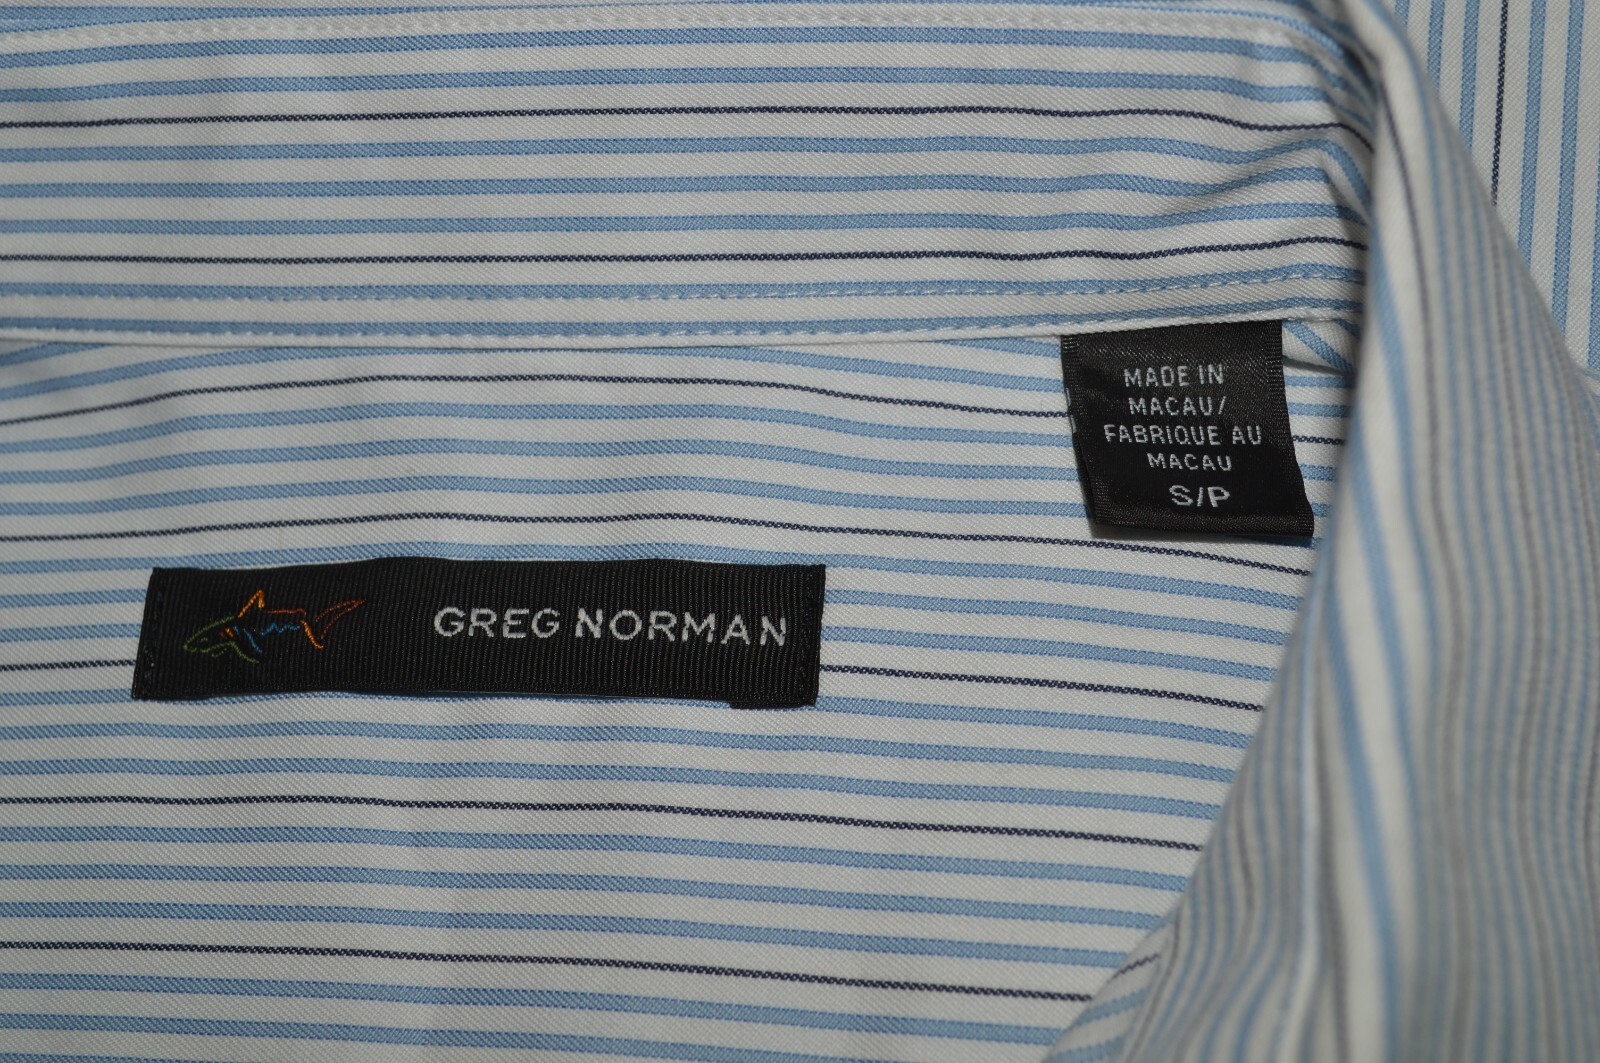 MADE IN
MACAU/
FABRIQUE AU
MACAU
S/P
GREG NORMAN